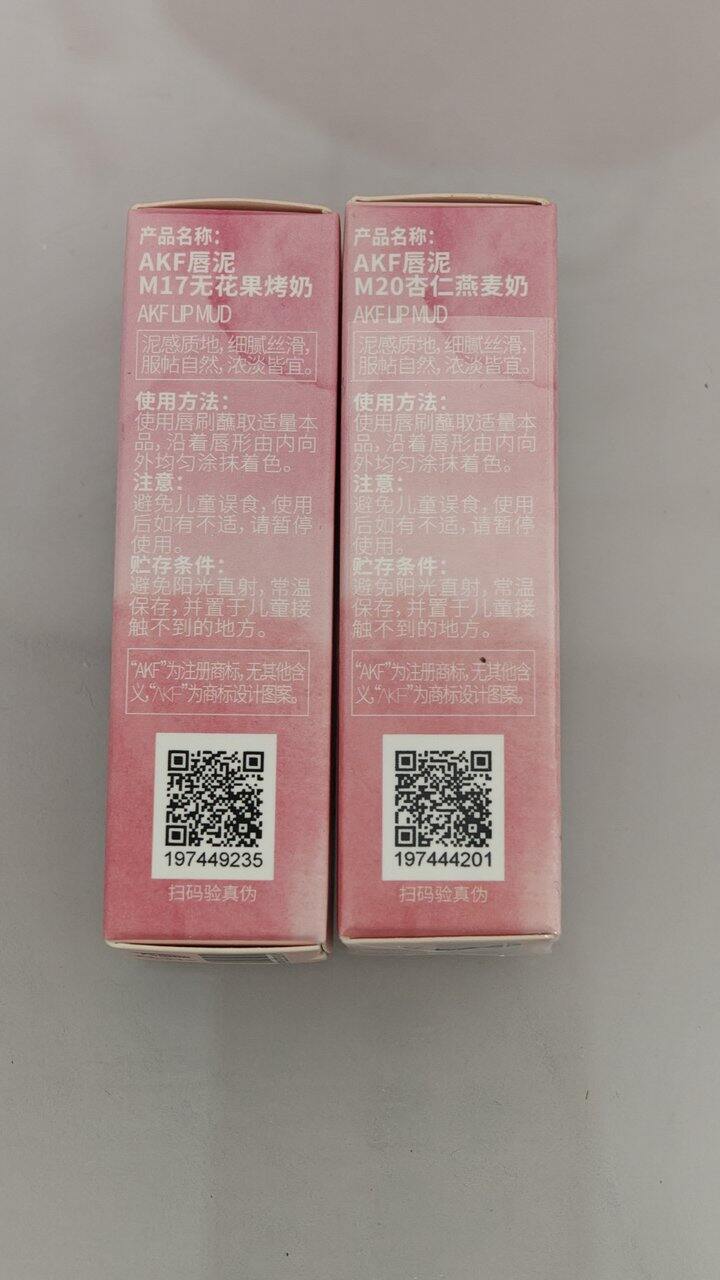 产品名称：
AKF唇泥
M17无花果烤奶
AKF LIP MUD
泥感质地，细腻丝滑，
服帖自然，浓淡皆宜。
使用方法：
使用唇刷蘸取适量本
品，沿着唇形由内向
外均匀涂抹着色。
注意：
避免儿童误食，使用
后如有不适，请暂停
使用。
贮存条件：
避免阳光直射，常温
保存，并置于儿童接
触不到的地方。
“AKF”为注册商标，无其他含
义，“AKF”为商标设计图案。
197449235
扫码验真伪
产品名称：
AKF唇泥
M20杏仁燕麦奶
AKF LIP MUD
泥感质地，细腻丝滑，
服帖自然，浓淡皆宜。
使用方法：
使用唇刷蘸取适量本
品，沿着唇形由内向
外均匀涂抹着色。
注意：
避免儿童误食，使用
后如有不适，请暂停
使用。
贮存条件：
避免阳光直射，常温
保存，并置于儿童接
触不到的地方。
“AKF”为注册商标，无其他含
义，“AKF”为商标设计图案。
197444201
扫码验真伪